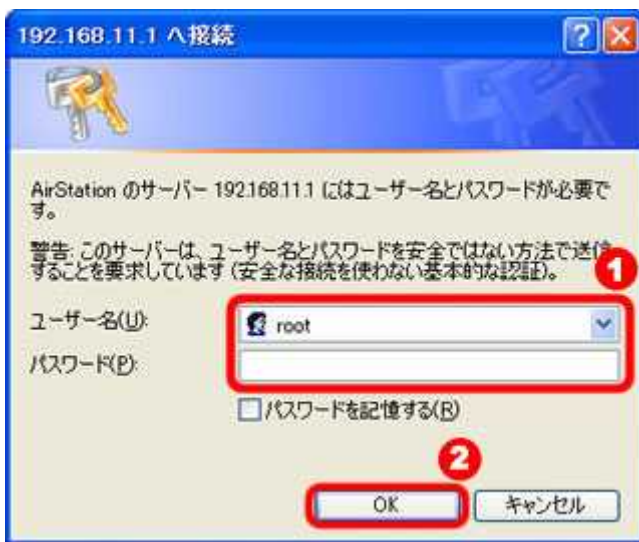 192.168.11.1 へ接続
AirStation のサーバー 192.168.11.1 にはユーザー名とパスワードが必要で
す。
警告: このサーバーは、ユーザー名とパスワードを安全ではない方法で送信
することを要求しています (安全な接続を使わない基本的な認証)。
1
ユーザー名(U):
root
パスワード(P):
パスワードを記憶する(R)
2
OK
キャンセル